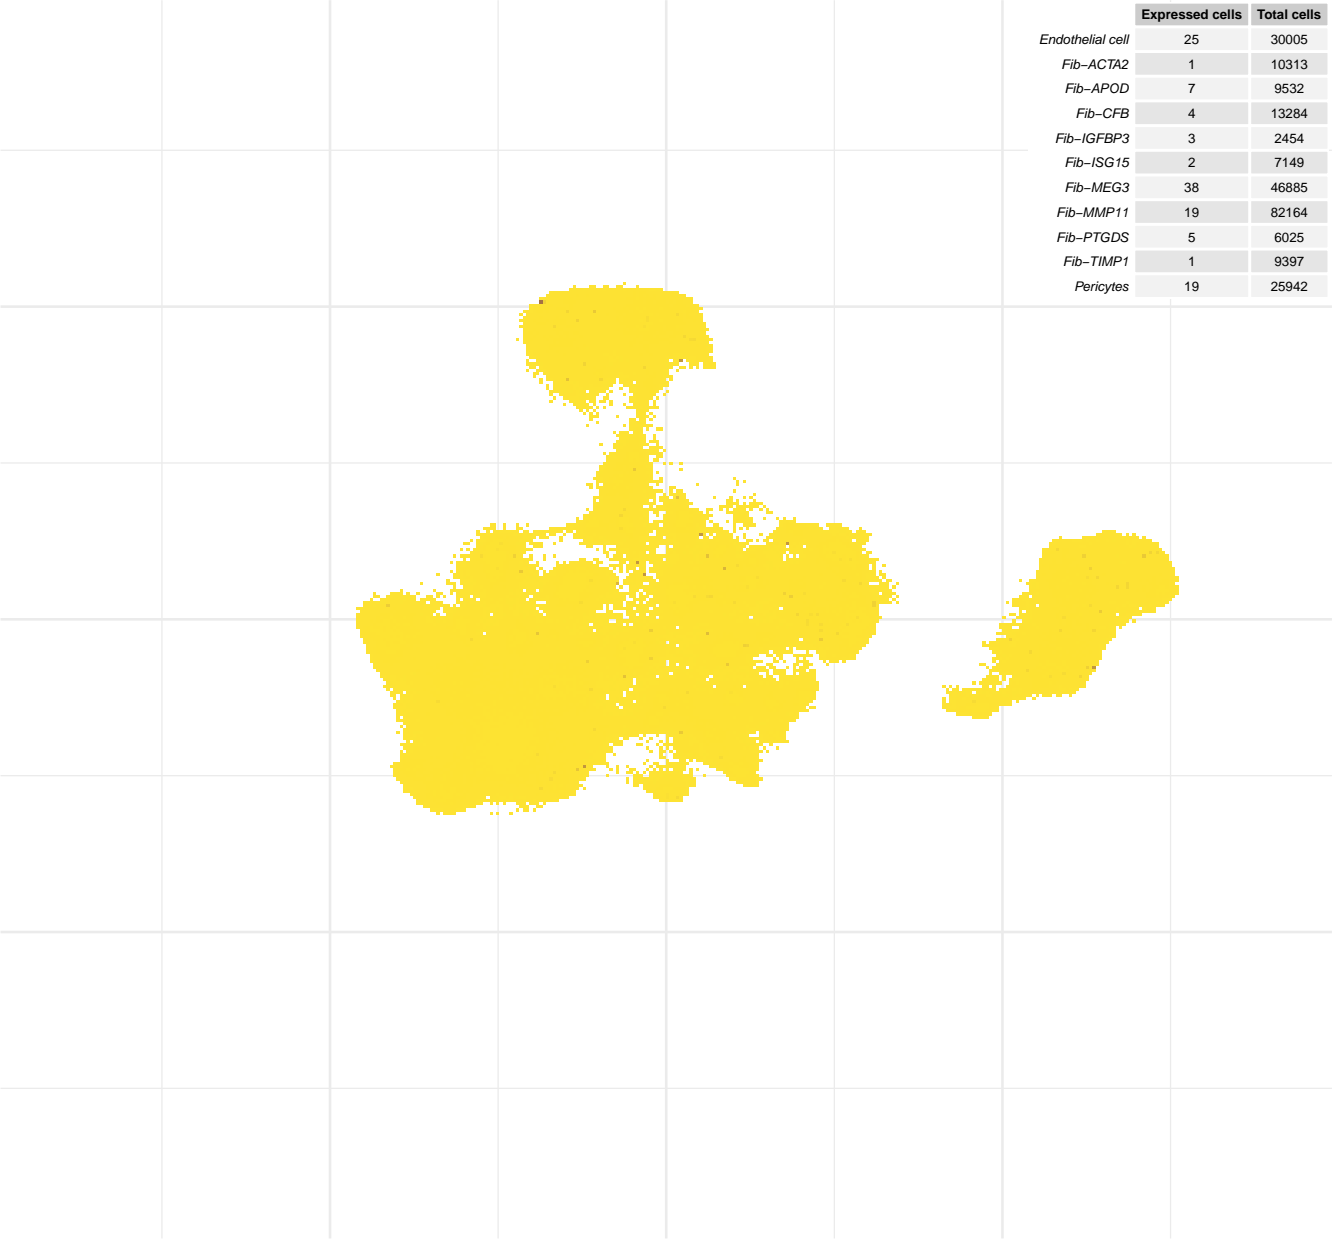 Expressed cells Total cells
Endothelial cell 25 30005
Fib−ACTA2 1 10313
Fib−APOD 7 9532
Fib−CFB 4 13284
Fib−IGFBP3 3 2454
Fib−ISG15 2 7149
Fib−MEG3 38 46885
Fib−MMP11 19 82164
Fib−PTGDS 5 6025
Fib−TIMP1 1 9397
Pericytes 19 25942